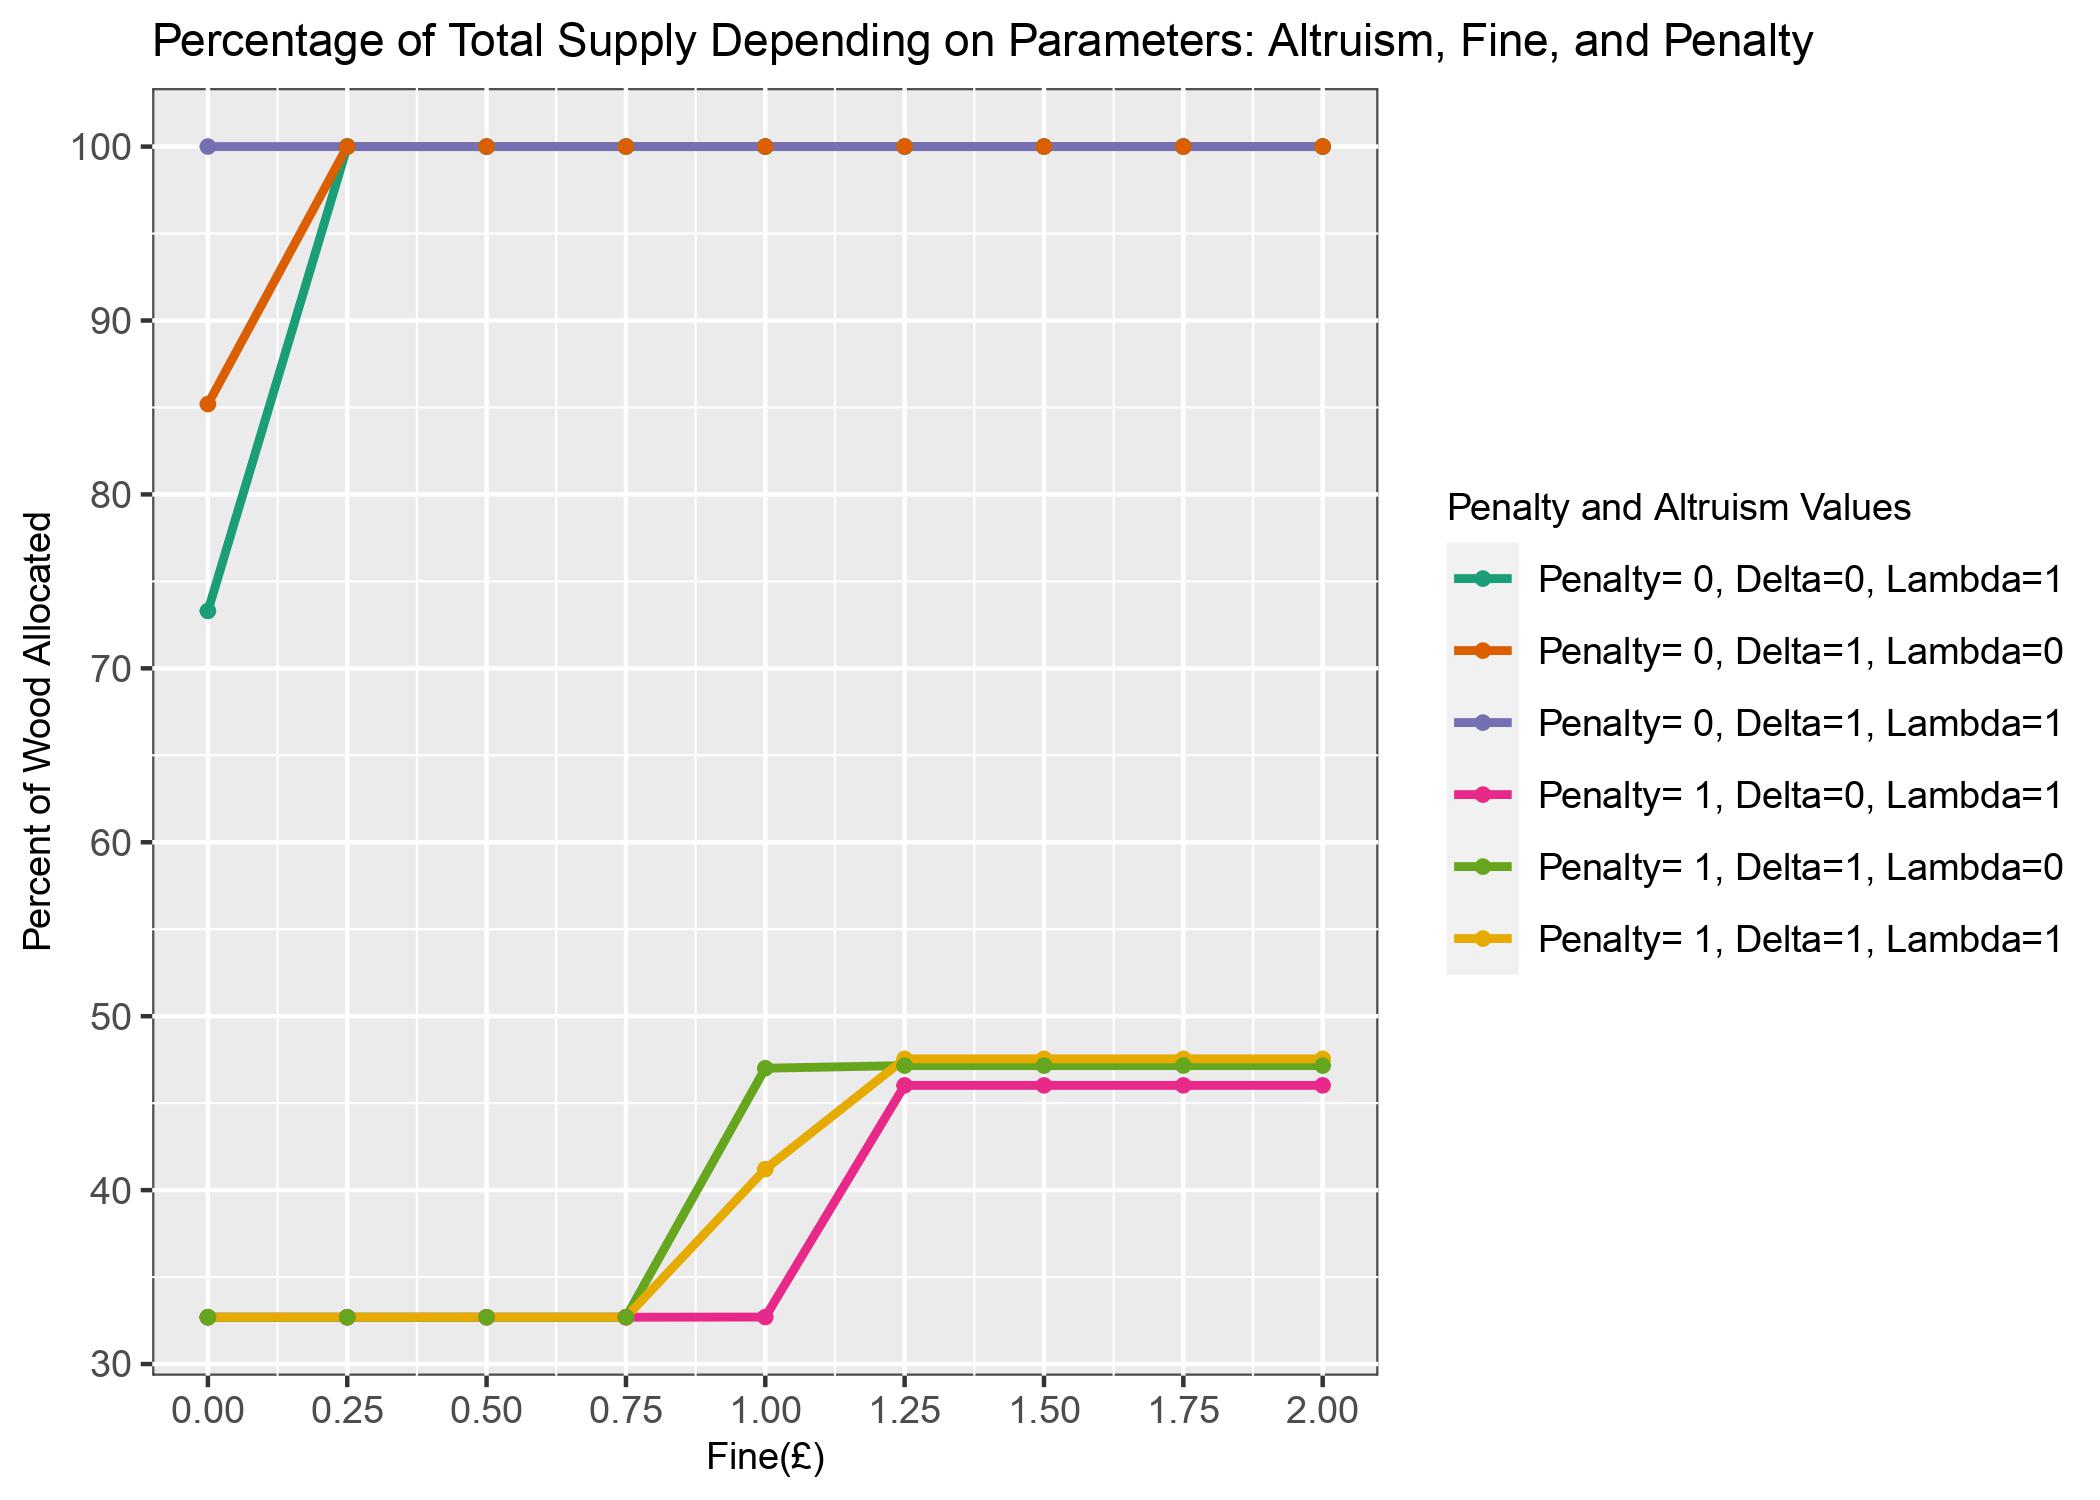 Percentage of Total Supply Depending on Parameters: Altruism, Fine, and Penalty
Percent of Wood Allocated
100
90
80
70
60
50
40
30
0.00 0.25 0.50 0.75 1.00 1.25 1.50 1.75 2.00
Fine(£)
Penalty and Altruism Values
Penalty= 0, Delta=0, Lambda=1
Penalty= 0, Delta=1, Lambda=0
Penalty= 0, Delta=1, Lambda=1
Penalty= 1, Delta=0, Lambda=1
Penalty= 1, Delta=1, Lambda=0
Penalty= 1, Delta=1, Lambda=1